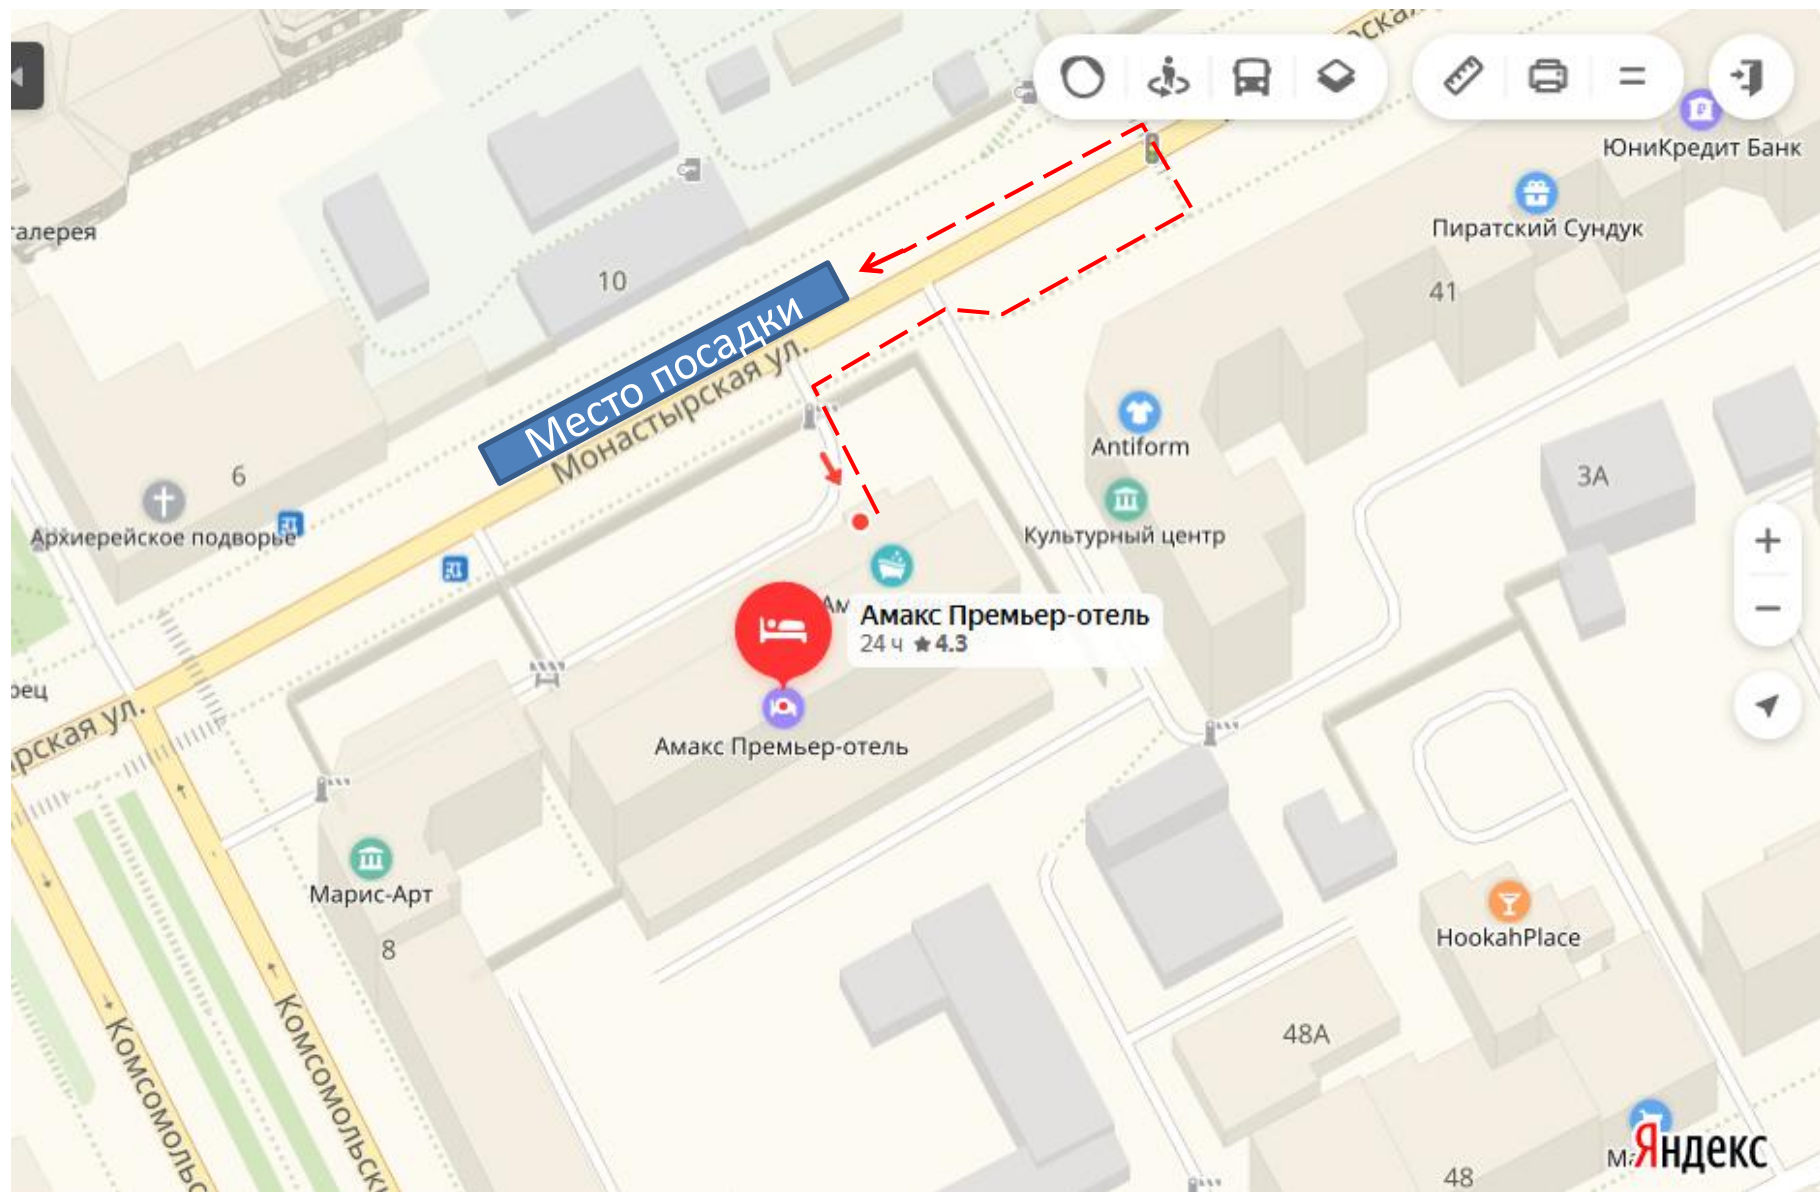 ЮниКредит Банк
Пиратский Сундук
алерея
10
41
Место посадки
Монастырская ул.
Antiform
6
3А
Архиерейское подворье
Культурный центр
Амакс Премьер-отель
24 ч ★ 4.3
рская ул.
Амакс Премьер-отель
Марис-Арт
8
HookahPlace
48А
Комсомольс
Комсомольск
48
Яндекс